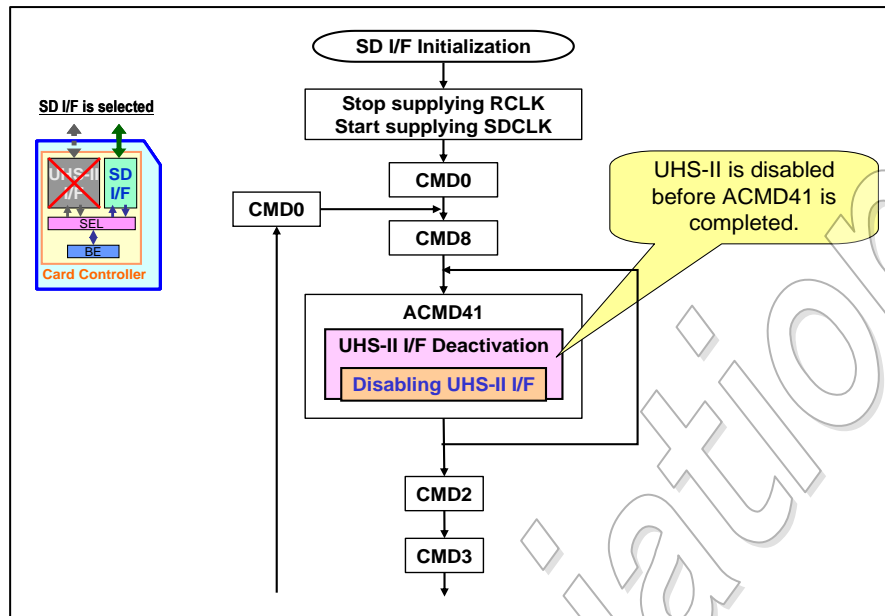 SD I/F Initialization
SD I/F is selected
Stop supplying RCLK
Start supplying SDCLK
UHS-II
I/F
SD
I/F
SEL
BE
Card Controller
CMD0
CMD0
CMD8
UHS-II is disabled
before ACMD41 is
completed.
ACMD41
UHS-II I/F Deactivation
Disabling UHS-II I/F
CMD2
CMD3
iation